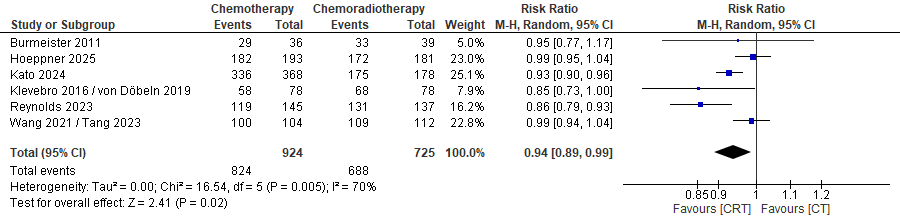 Chemotherapy Chemoradiotherapy Risk Ratio Risk Ratio
Study or Subgroup Events Total Events Total Weight M-H, Random, 95% CI M-H, Random, 95% CI
Burmeister 2011 29 36 33 39 5.0% 0.95 [0.77, 1.17]
Hoeppner 2025 182 193 172 181 23.0% 0.99 [0.95, 1.04]
Kato 2024 336 368 175 178 25.1% 0.93 [0.90, 0.96]
Klevebro 2016 / von Döbeln 2019 58 78 68 78 7.9% 0.85 [0.73, 1.00]
Reynolds 2023 119 145 131 137 16.2% 0.86 [0.79, 0.93]
Wang 2021 / Tang 2023 100 104 109 112 22.8% 0.99 [0.94, 1.04]
Total (95% CI) 924 725 100.0% 0.94 [0.89, 0.99]
Total events 824 688
Heterogeneity: Tau² = 0.00; Chi² = 16.54, df = 5 (P = 0.005); I² = 70%
Test for overall effect: Z = 2.41 (P = 0.02)
0.85 0.9 1 1.1 1.2
Favours [CRT] Favours [CT]